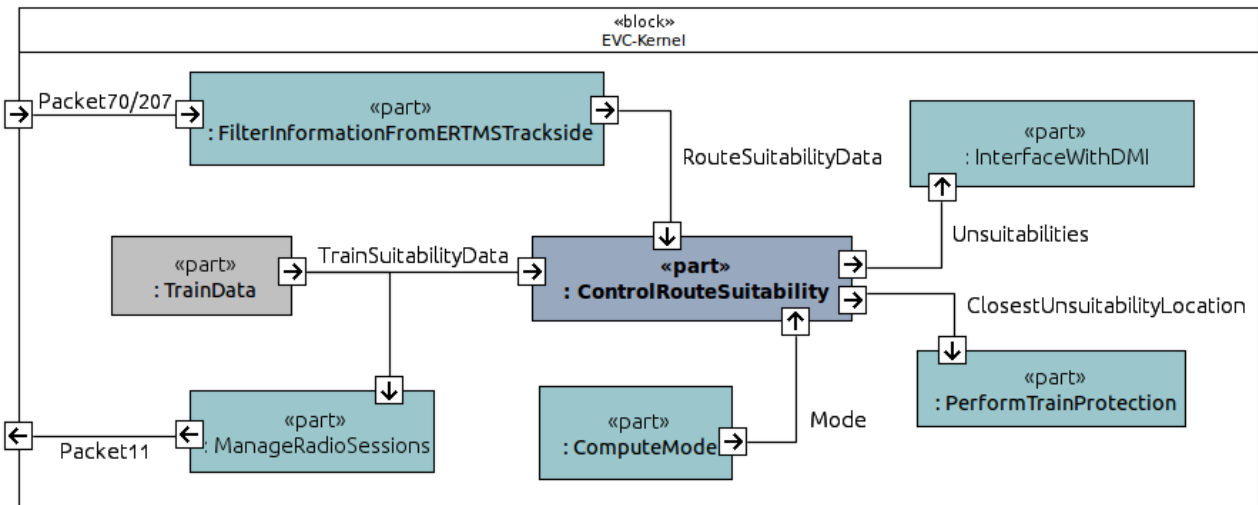 «block»
EVC-Kernel
Packet70/207
«part»
: FilterInformationFromERTMSTrackside
RouteSuitabilityData
«part»
: InterfaceWithDMI
Unsuitabilities
«part»
: TrainData
TrainSuitabilityData
«part»
: ControlRouteSuitability
ClosestUnsuitabilityLocation
«part»
: PerformTrainProtection
«part»
: ManageRadioSessions
Packet11
«part»
: ComputeMode
Mode